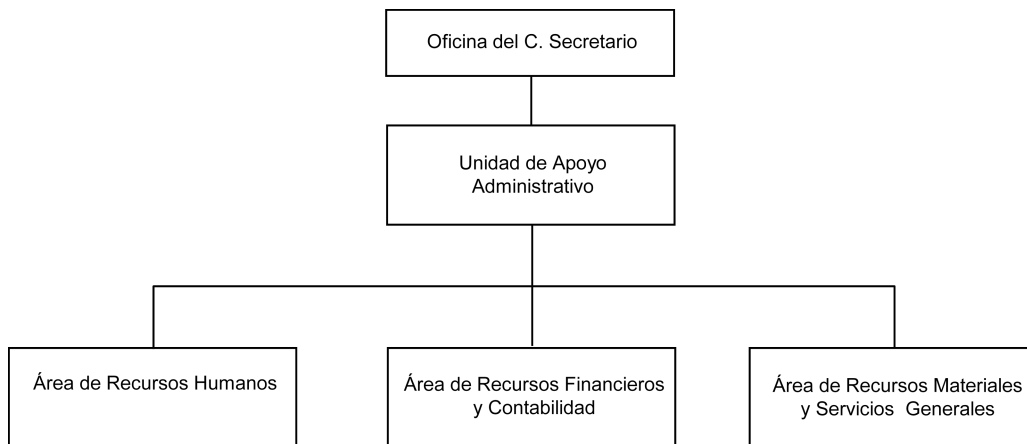 Oficina del C. Secretario
Unidad de Apoyo
Administrativo
Área de Recursos Humanos
Área de Recursos Financieros
y Contabilidad
Área de Recursos Materiales
y Servicios Generales